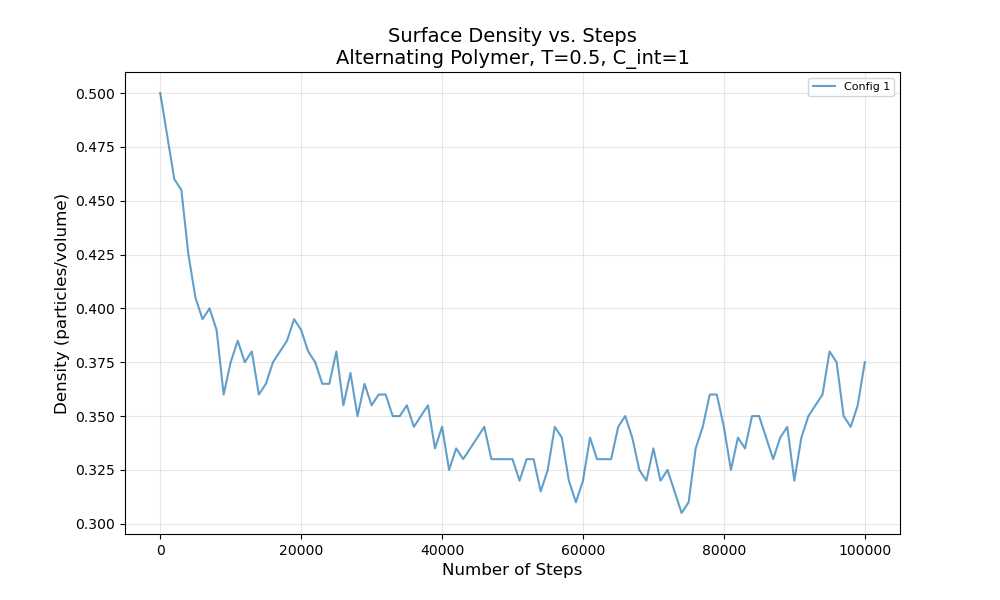 Surface Density vs. Steps
Alternating Polymer, T=0.5, C_int=1
Config 1
Density (particles/volume)
0.500
0.475
0.450
0.425
0.400
0.375
0.350
0.325
0.300
0 20000 40000 60000 80000 100000
Number of Steps